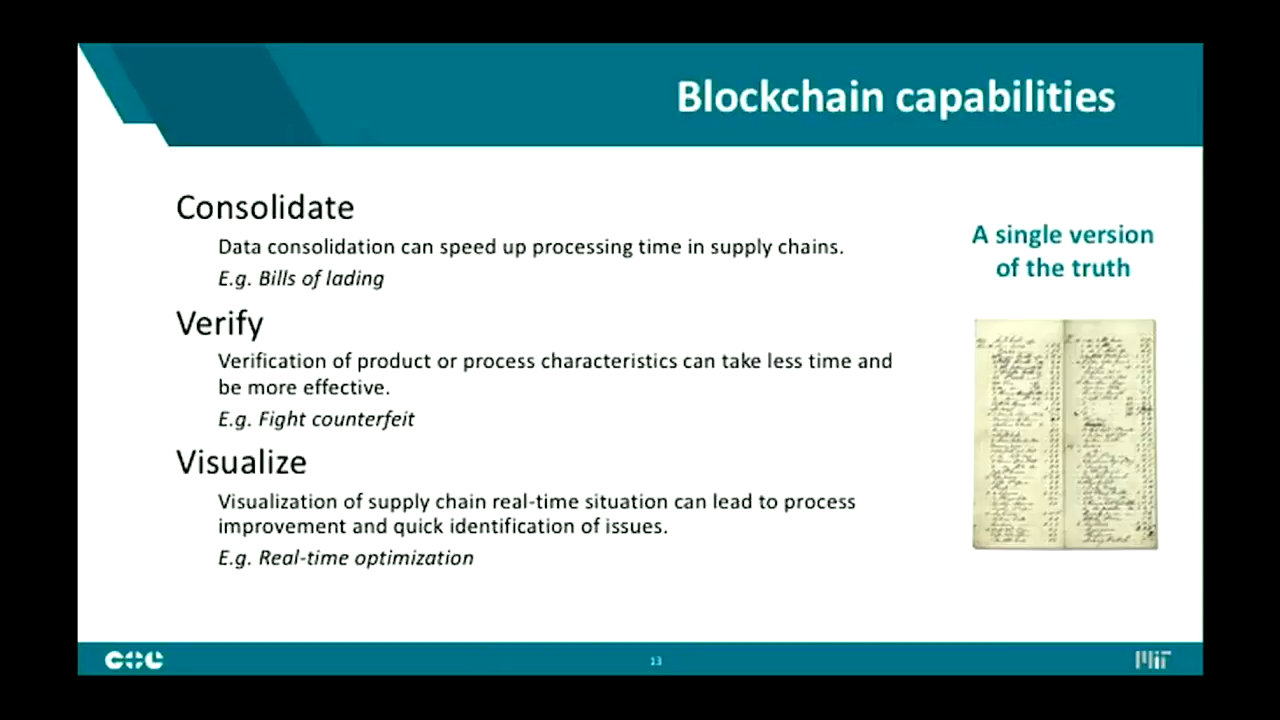 Blockchain capabilities
Consolidate
Data consolidation can speed up processing time in supply chains.
E.g. Bills of lading
Verify
Verification of product or process characteristics can take less time and
be more effective.
E.g. Fight counterfeit
Visualize
Visualization of supply chain real-time situation can lead to process
improvement and quick identification of issues.
E.g. Real-time optimization
A single version
of the truth
13
MIT